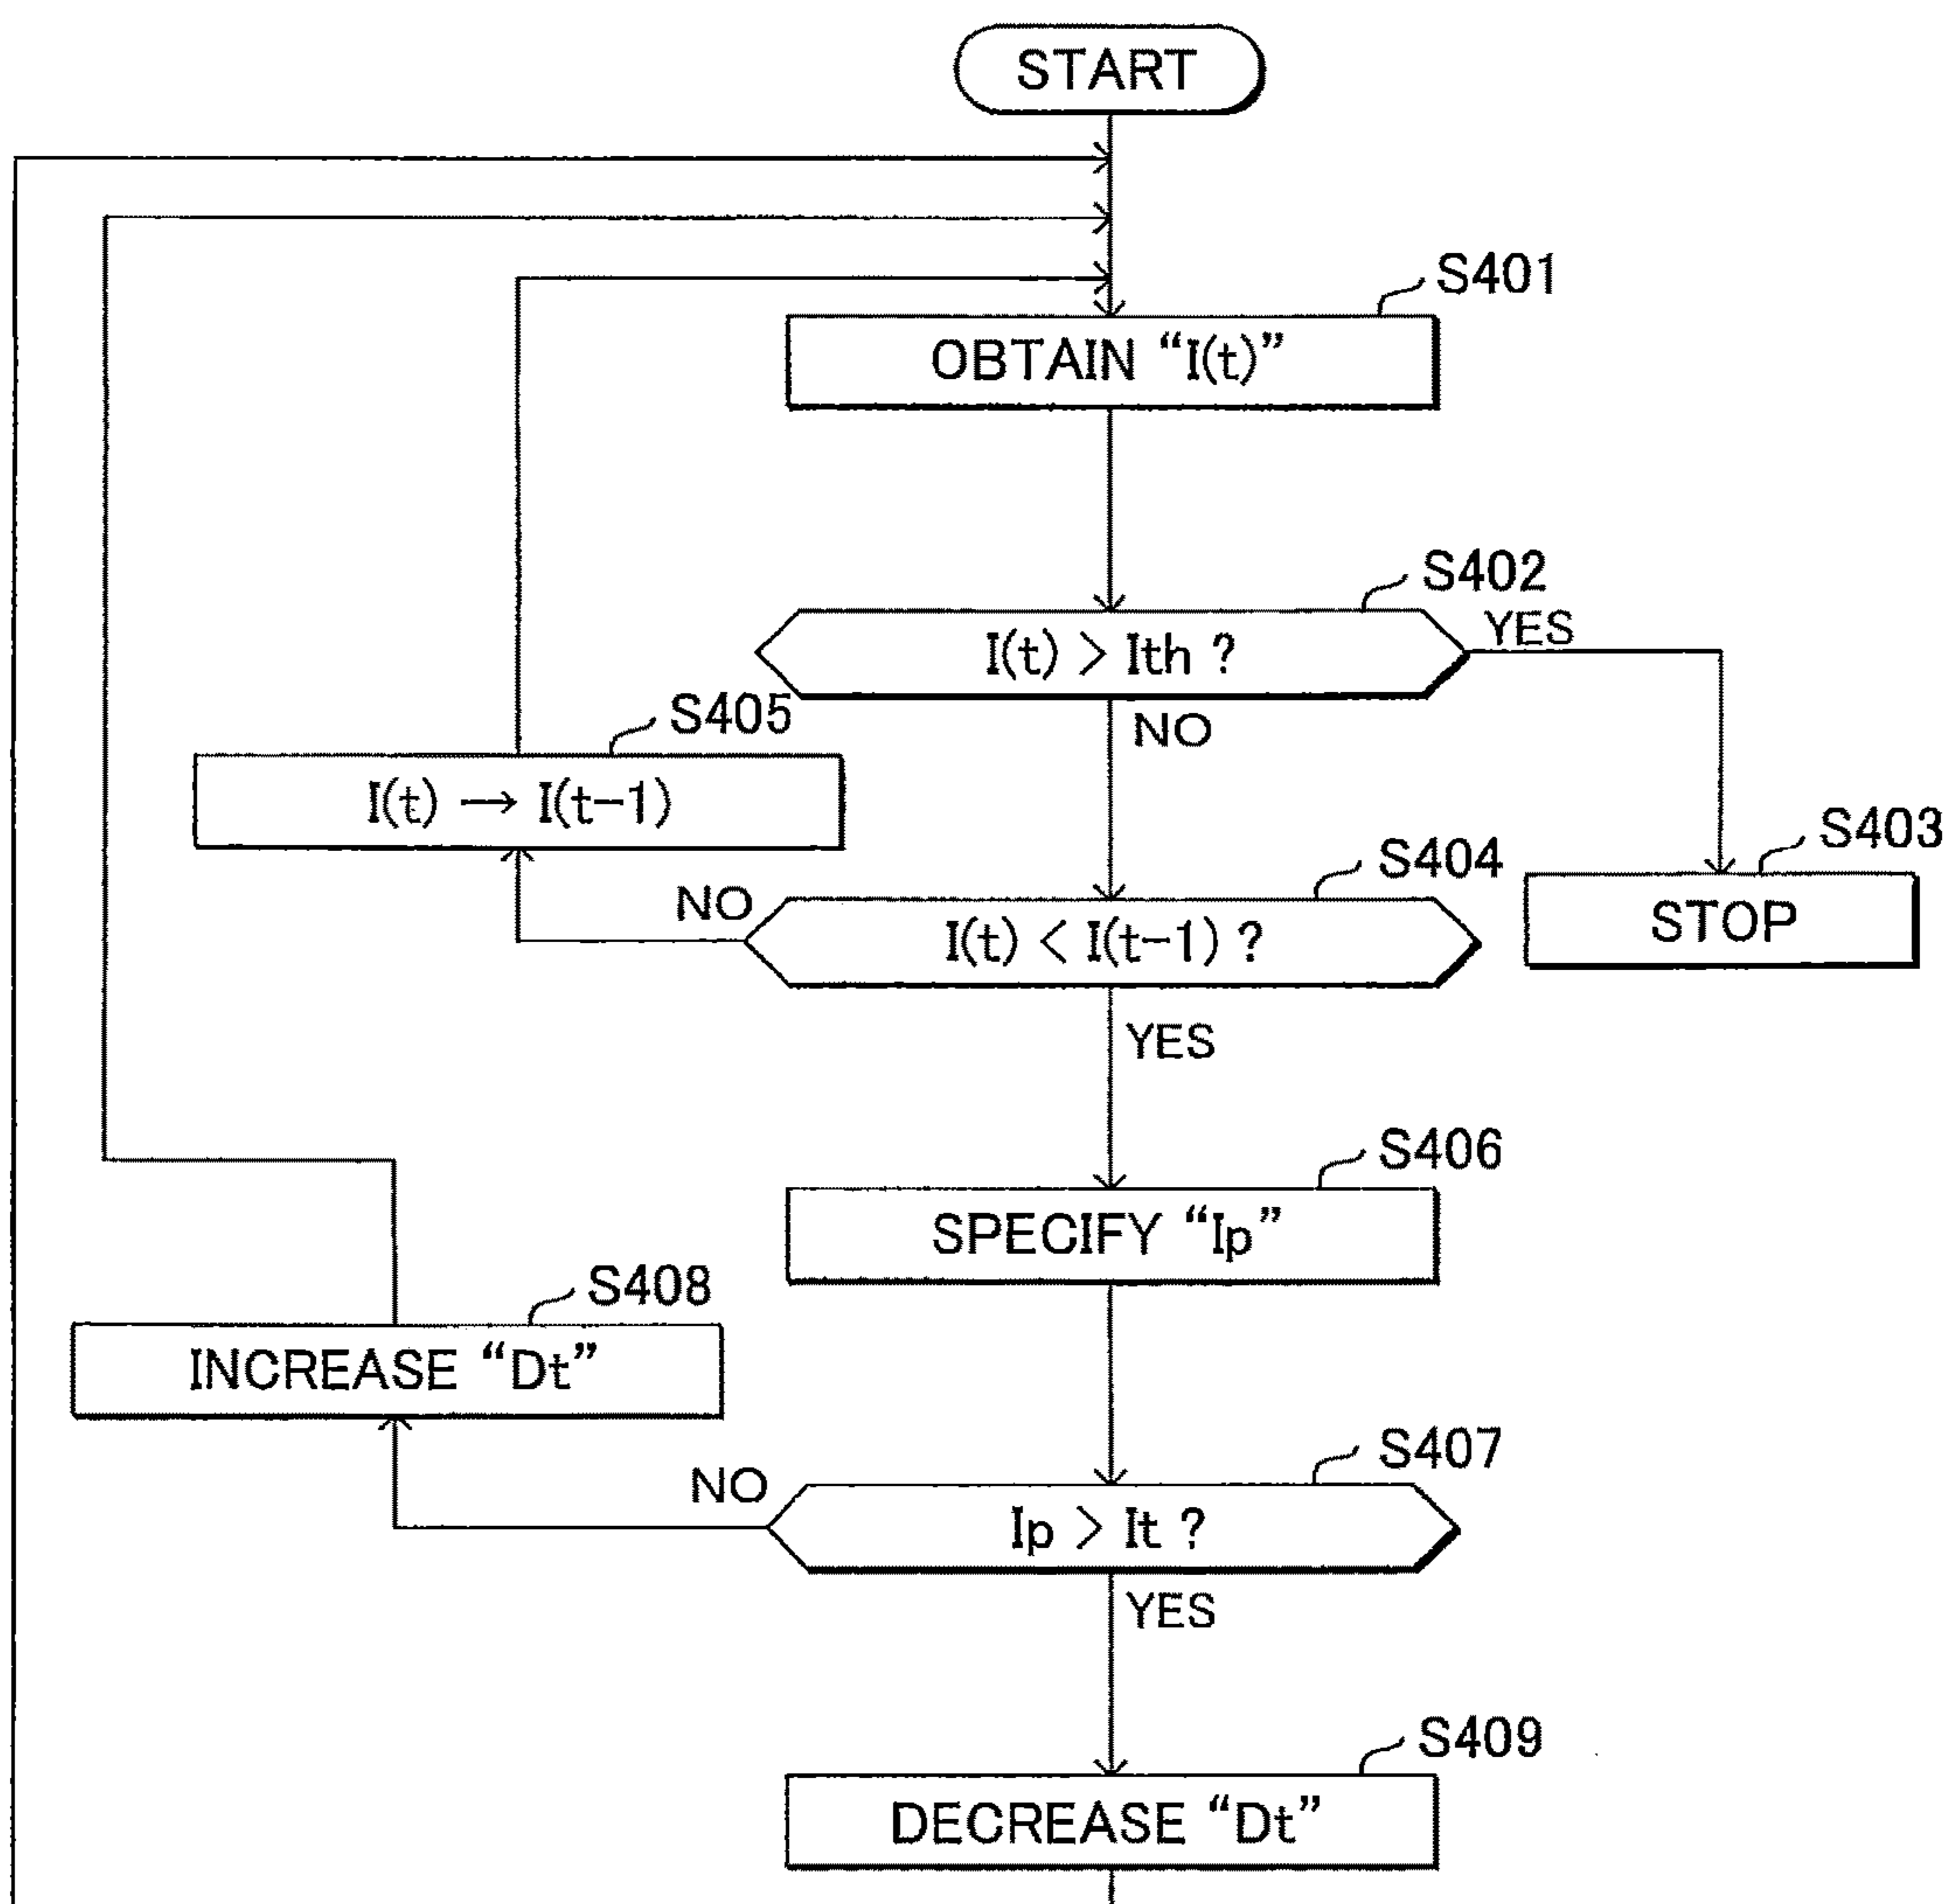 START
S401
OBTAIN “I(t)”
S402
I(t) > Ith ?
YES
NO
S405
I(t) → I(t−1)
S403
STOP
S404
NO
I(t) < I(t−1) ?
YES
S406
SPECIFY “Ip”
S408
INCREASE “Dt”
S407
NO
Ip > It ?
YES
S409
DECREASE “Dt”